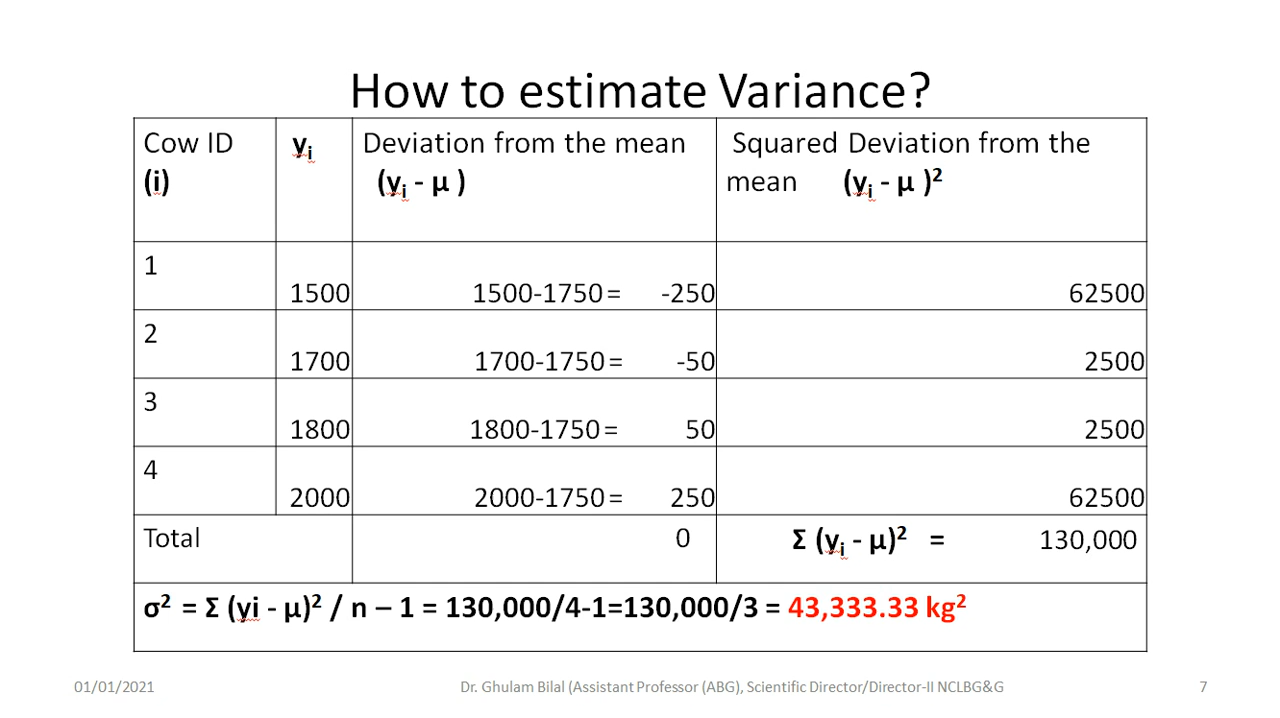 How to estimate Variance?
Cow ID (i) yᵢ Deviation from the mean (yᵢ - μ ) Squared Deviation from the mean (yᵢ - μ )²
1 1500 1500-1750 = -250 62500
2 1700 1700-1750 = -50 2500
3 1800 1800-1750 = 50 2500
4 2000 2000-1750 = 250 62500
Total 0 Σ (yᵢ - μ)² = 130,000
σ² = Σ (yi - μ)² / n – 1 = 130,000/4-1=130,000/3 = 43,333.33 kg²
01/01/2021 Dr. Ghulam Bilal (Assistant Professor (ABG), Scientific Director/Director-II NCLBG&G 7